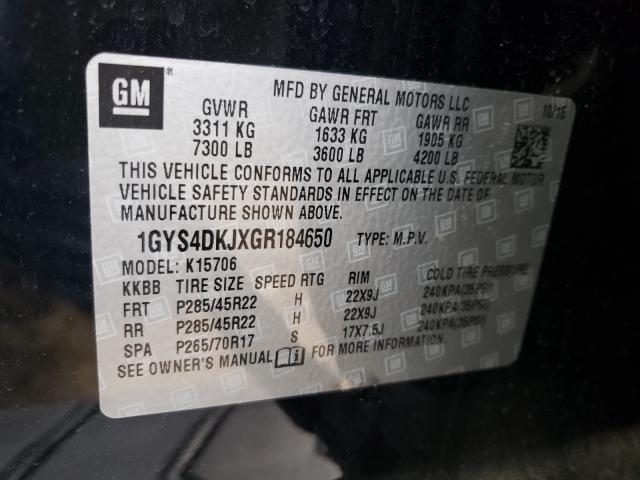 GM
MFD BY GENERAL MOTORS LLC
10/15
GVWR GAWR FRT GAWR RR
3311 KG 1633 KG 1905 KG
7300 LB 3600 LB 4200 LB
THIS VEHICLE CONFORMS TO ALL APPLICABLE U.S. FEDERAL MOTOR
VEHICLE SAFETY STANDARDS IN EFFECT ON THE DATE OF
MANUFACTURE SHOWN ABOVE.
1GYS4DKJXGR184650 TYPE: M.P.V.
MODEL: K15706
KKBB TIRE SIZE SPEED RTG RIM COLD TIRE PRESSURE
FRT P285/45R22 H 22X9J 240KPA(35PSI)
RR P285/45R22 H 22X9J 240KPA(35PSI)
SPA P265/70R17 S 17X7.5J 240KPA(35PSI)
SEE OWNER'S MANUAL FOR MORE INFORMATION.